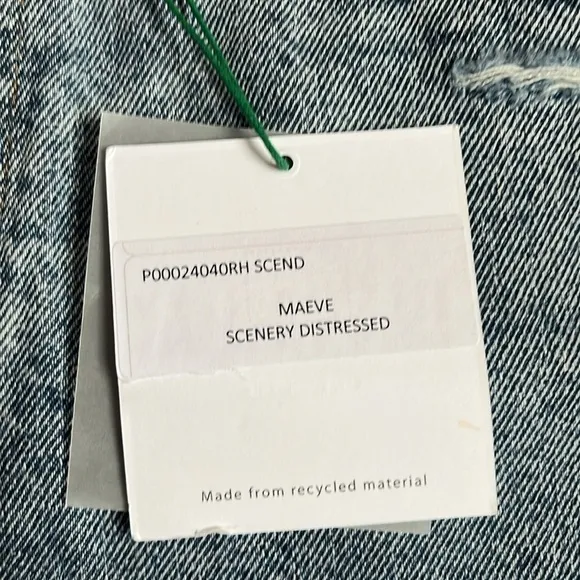 P00024040RH SCEND
MAEVE
SCENERY DISTRESSED
Made from recycled material